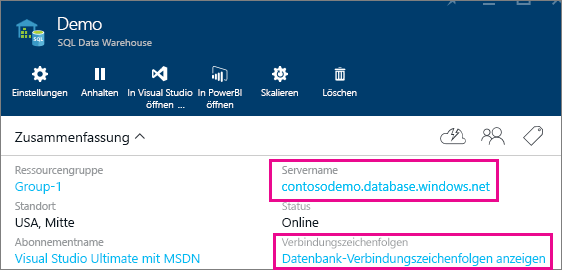 Demo
SQL Data Warehouse
SQL
Einstellungen
Anhalten
In Visual Studio
öffnen ...
In PowerBI
öffnen
Skalieren
Löschen
Zusammenfassung
Ressourcengruppe
Group-1
Servername
contosodemo.database.windows.net
Standort
USA, Mitte
Status
Online
Abonnementname
Visual Studio Ultimate mit MSDN
Verbindungszeichenfolgen
Datenbank-Verbindungszeichenfolgen anzeigen